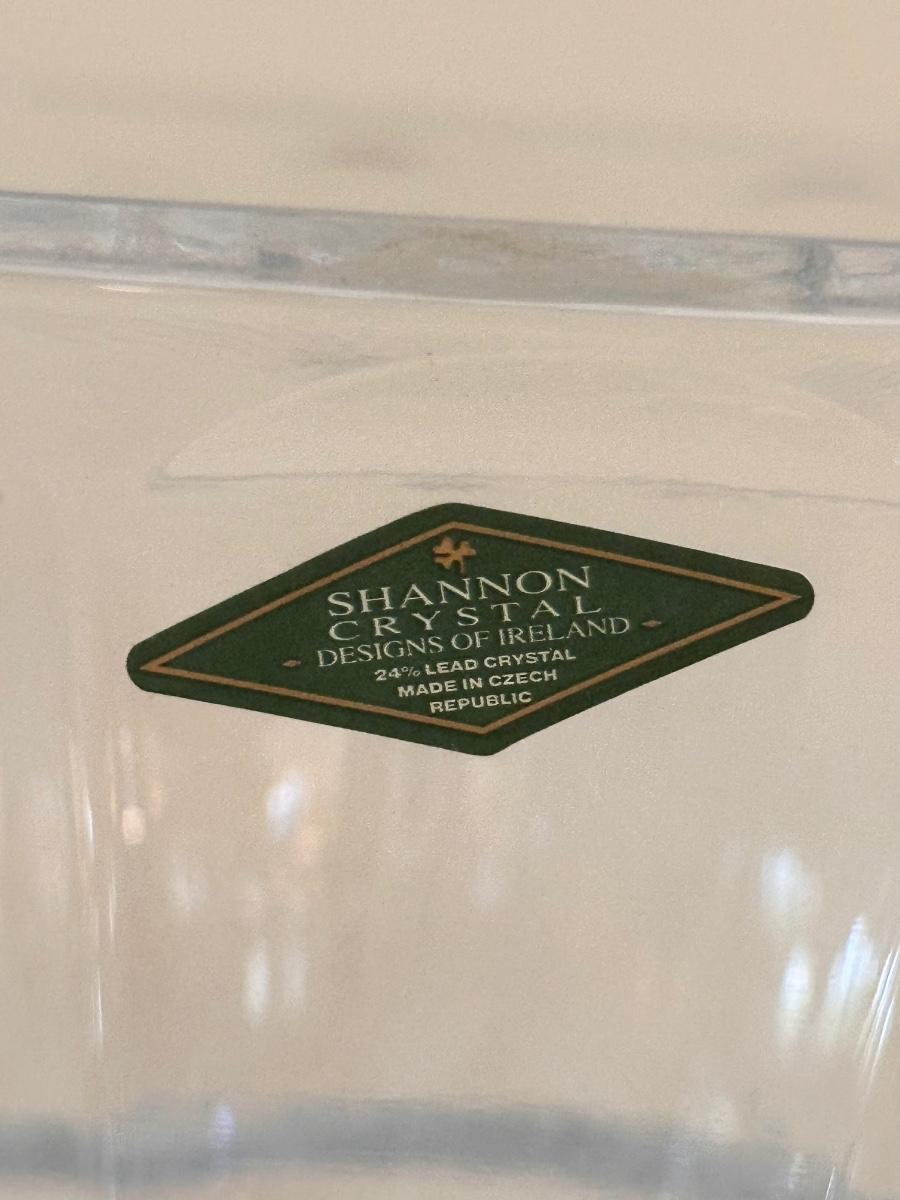 SHANNON
CRYSTAL
DESIGNS OF IRELAND
24% LEAD CRYSTAL
MADE IN CZECH
REPUBLIC